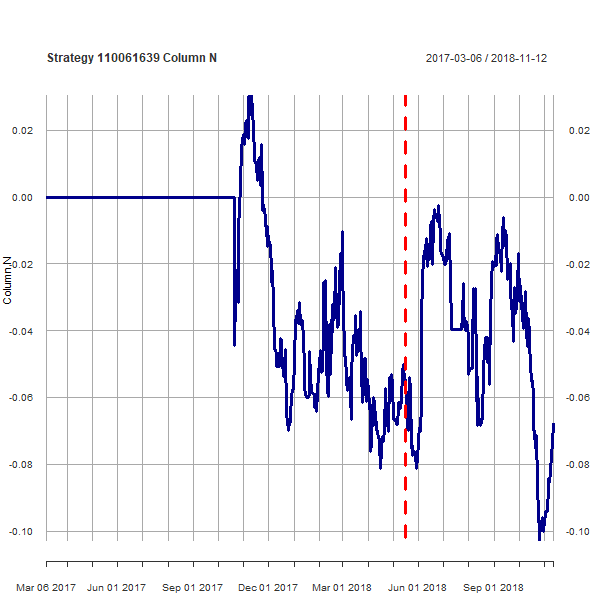 Strategy 110061639 Column N
2017-03-06 / 2018-11-12
0.02
0.00
-0.02
-0.04
-0.06
-0.08
-0.10
0.02
0.00
-0.02
-0.04
-0.06
-0.08
-0.10
Column.N
Mar 06 2017
Jun 01 2017
Sep 01 2017
Dec 01 2017
Mar 01 2018
Jun 01 2018
Sep 01 2018